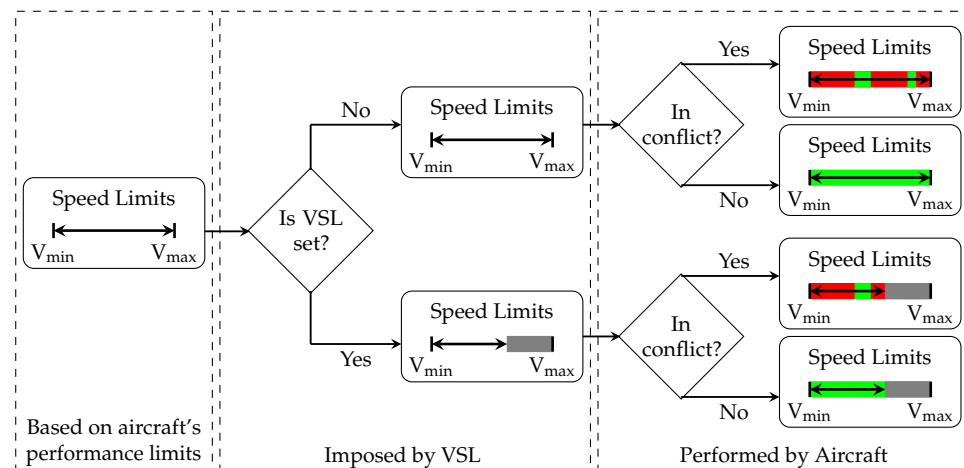 Speed Limits
V_min V_max
Based on aircraft's
performance limits
Is VSL
set?
No
Yes
Speed Limits
V_min V_max
Speed Limits
V_min V_max
Imposed by VSL
In
conflict?
Yes
No
Speed Limits
V_min V_max
Speed Limits
V_min V_max
In
conflict?
Yes
No
Speed Limits
V_min V_max
Speed Limits
V_min V_max
Performed by Aircraft